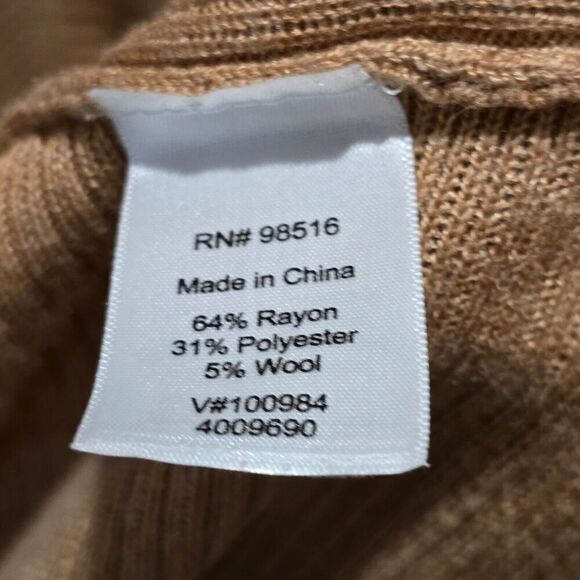 RN# 98516
Made in China
64% Rayon
31% Polyester
5% Wool
V#100984
4009690